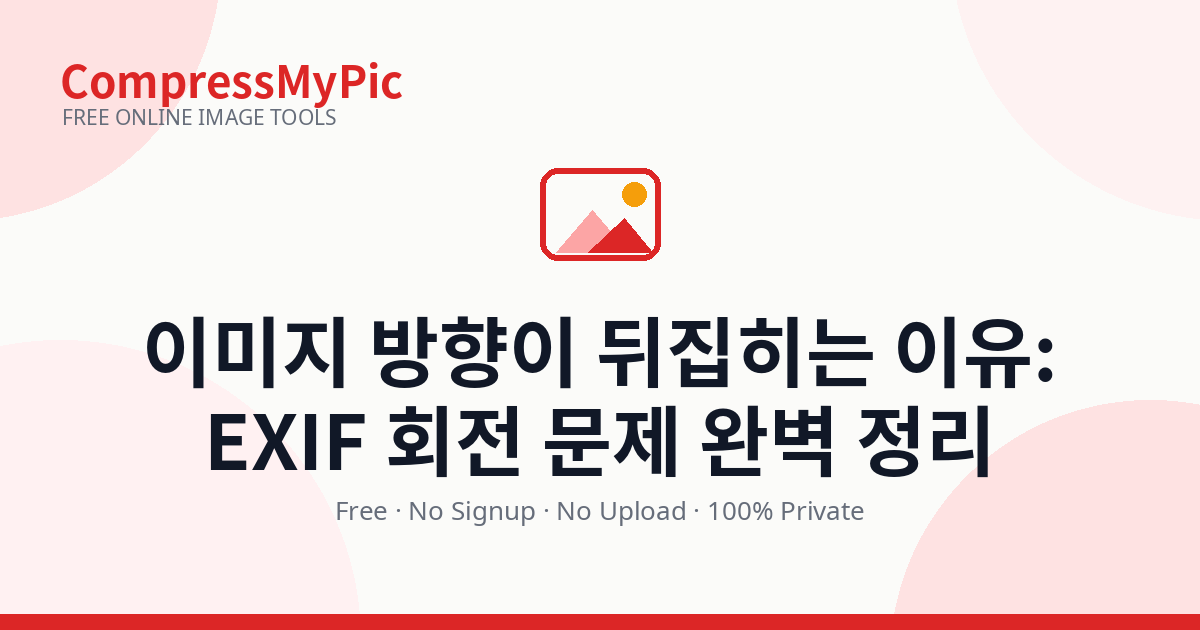 CompressMyPic
FREE ONLINE IMAGE TOOLS
이미지 방향이 뒤집히는 이유:
EXIF 회전 문제 완벽 정리
Free · No Signup · No Upload · 100% Private